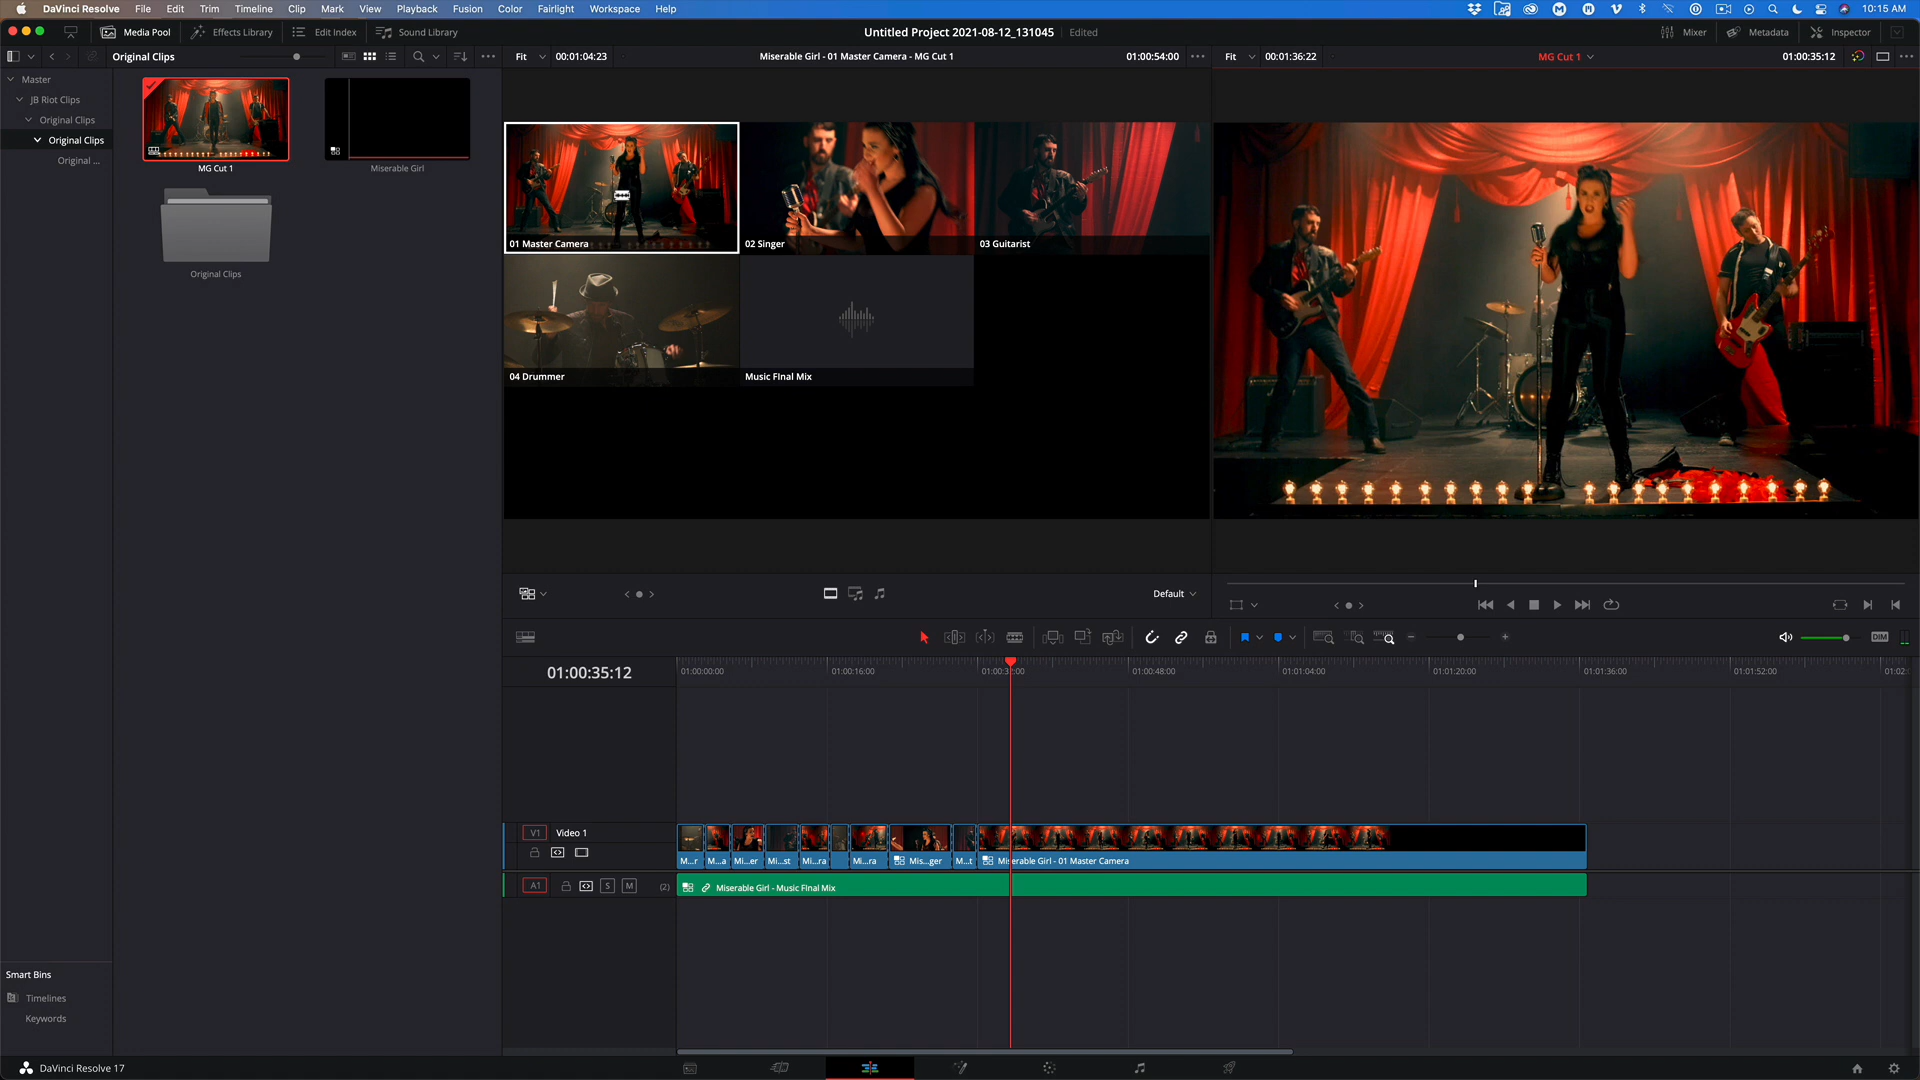 DaVinci Resolve File Edit Trim Timeline Clip Mark View Playback Fusion Color Fairlight Workspace Help 10:15 AM
Media Pool Effects Library Edit Index Sound Library Untitled Project 2021-08-12_131045 Edited Mixer Metadata Inspector
Original Clips Fit 00:01:04:23 Miserable Girl - 01 Master Camera - MG Cut 1 01:00:54:00 Fit 00:01:36:22 MG Cut 1 01:00:35:12
Master
JB Riot Clips
Original Clips
Original Clips
Original ...
MG Cut 1 Miserable Girl
Original Clips
01 Master Camera 02 Singer 03 Guitarist
04 Drummer Music FInal Mix
Default
DIM
01:00:35:12 01:00:00:00 01:00:16:00 01:00:48:00 01:01:04:00 01:01:20:00 01:01:36:00 01:01:52:00
V1 Video 1
M...r M...a Mi...er Mi...st Mi...ra Mi...ra Mis...ger M...t Miserable Girl - 01 Master Camera
A1 S M (2) Miserable Girl - Music FInal Mix
Smart Bins
Timelines
Keywords
DaVinci Resolve 17